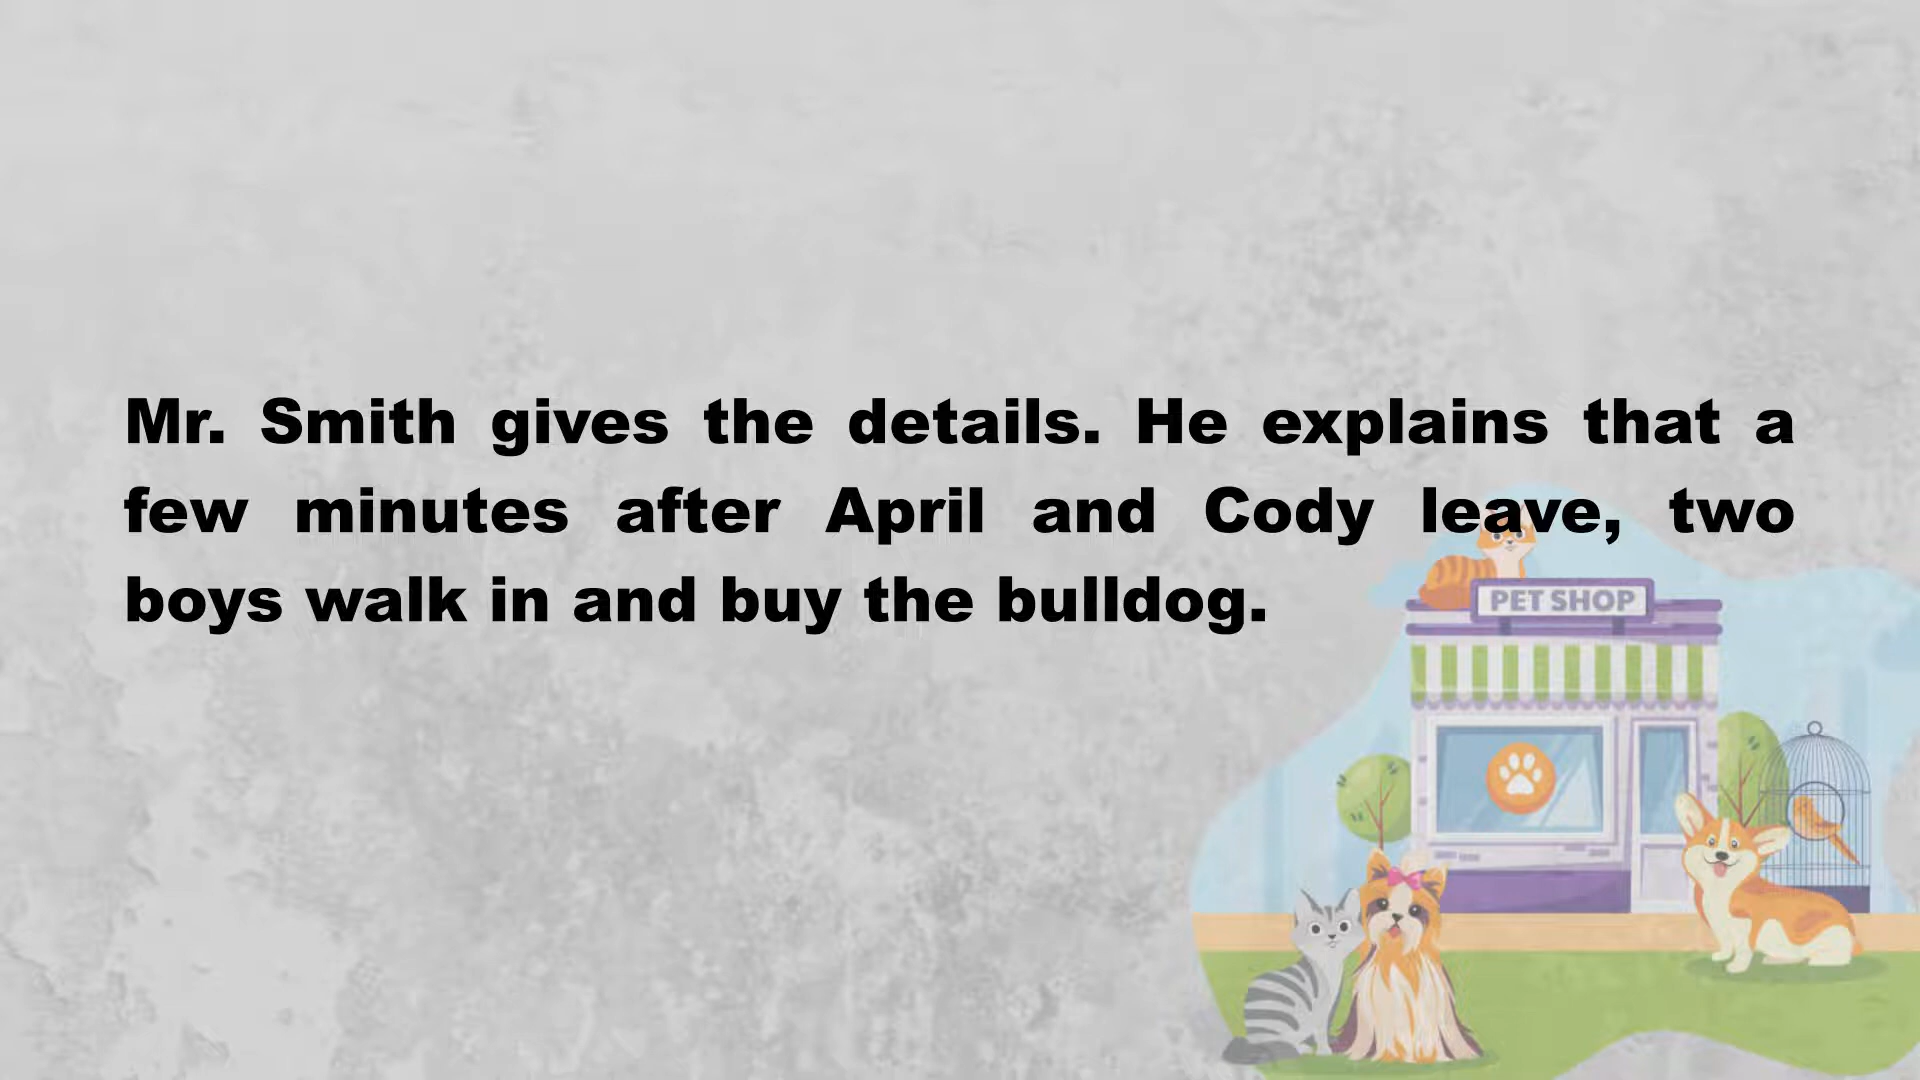 Mr. Smith gives the details. He explains that a
few minutes after April and Cody leave, two
boys walk in and buy the bulldog.
PET SHOP